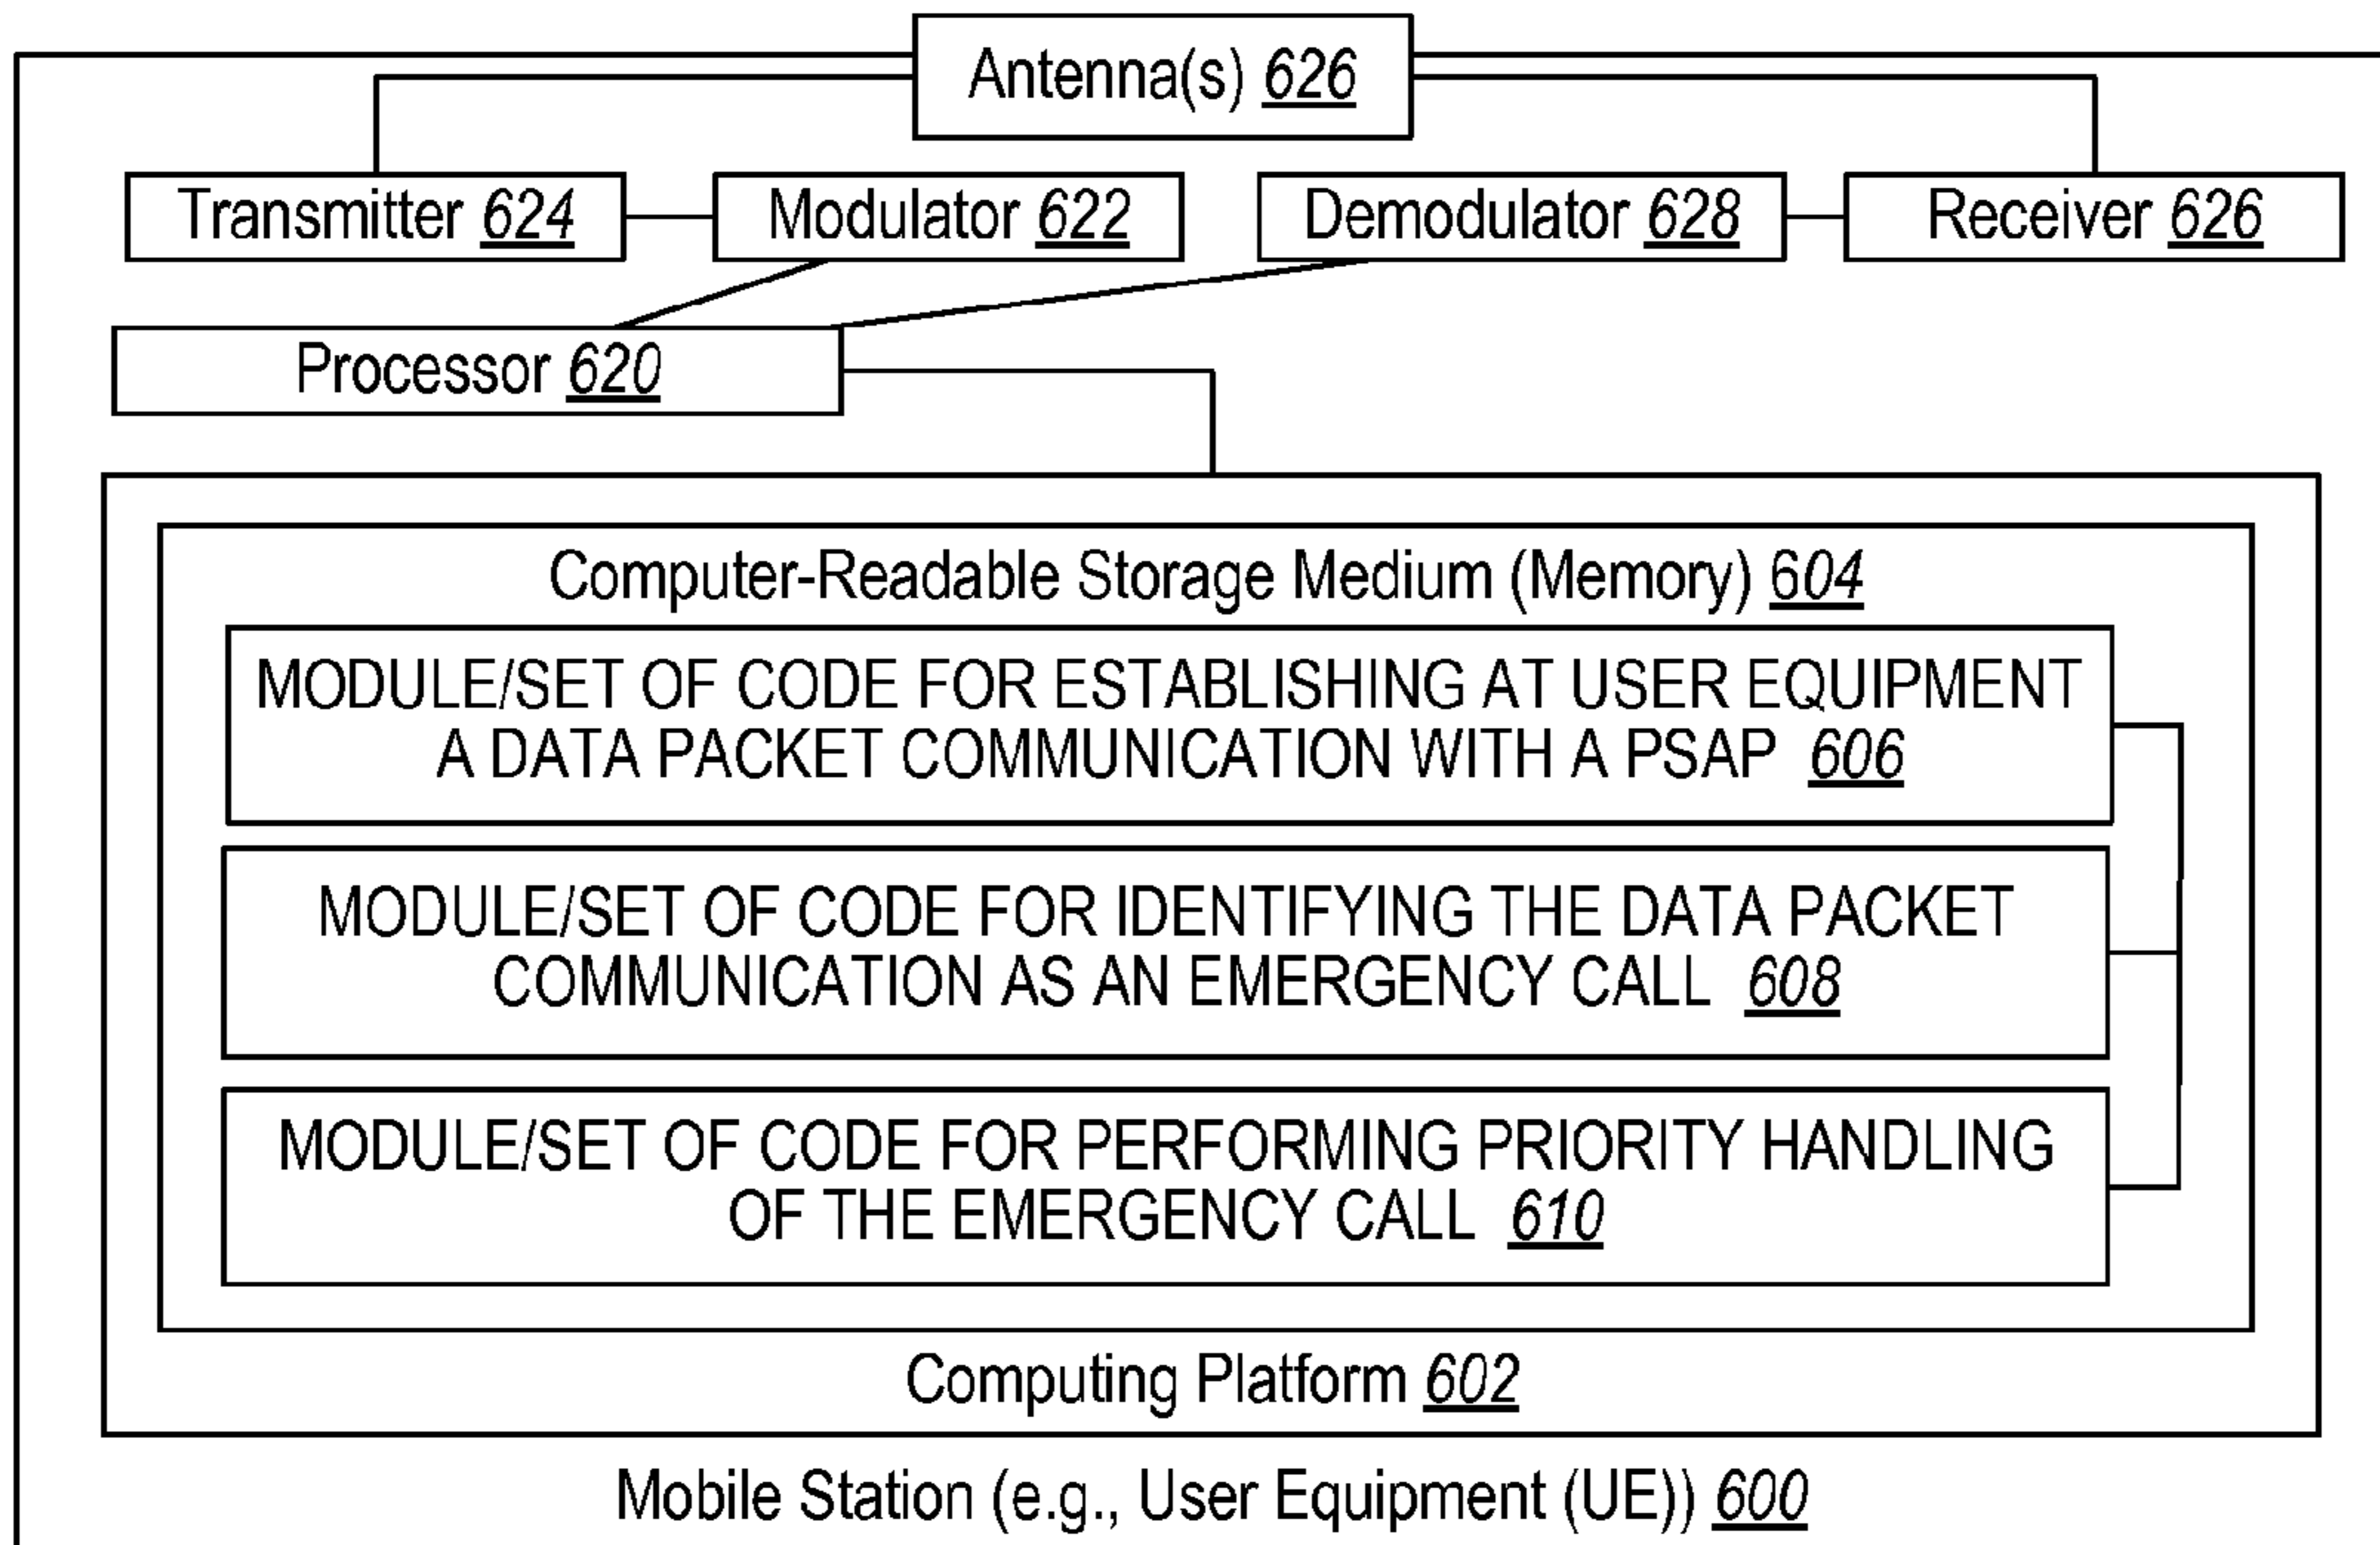 Antenna(s) 626
Transmitter 624
Modulator 622
Demodulator 628
Receiver 626
Processor 620
Computer-Readable Storage Medium (Memory) 604
MODULE/SET OF CODE FOR ESTABLISHING AT USER EQUIPMENT
A DATA PACKET COMMUNICATION WITH A PSAP 606
MODULE/SET OF CODE FOR IDENTIFYING THE DATA PACKET
COMMUNICATION AS AN EMERGENCY CALL 608
MODULE/SET OF CODE FOR PERFORMING PRIORITY HANDLING
OF THE EMERGENCY CALL 610
Computing Platform 602
Mobile Station (e.g., User Equipment (UE)) 600